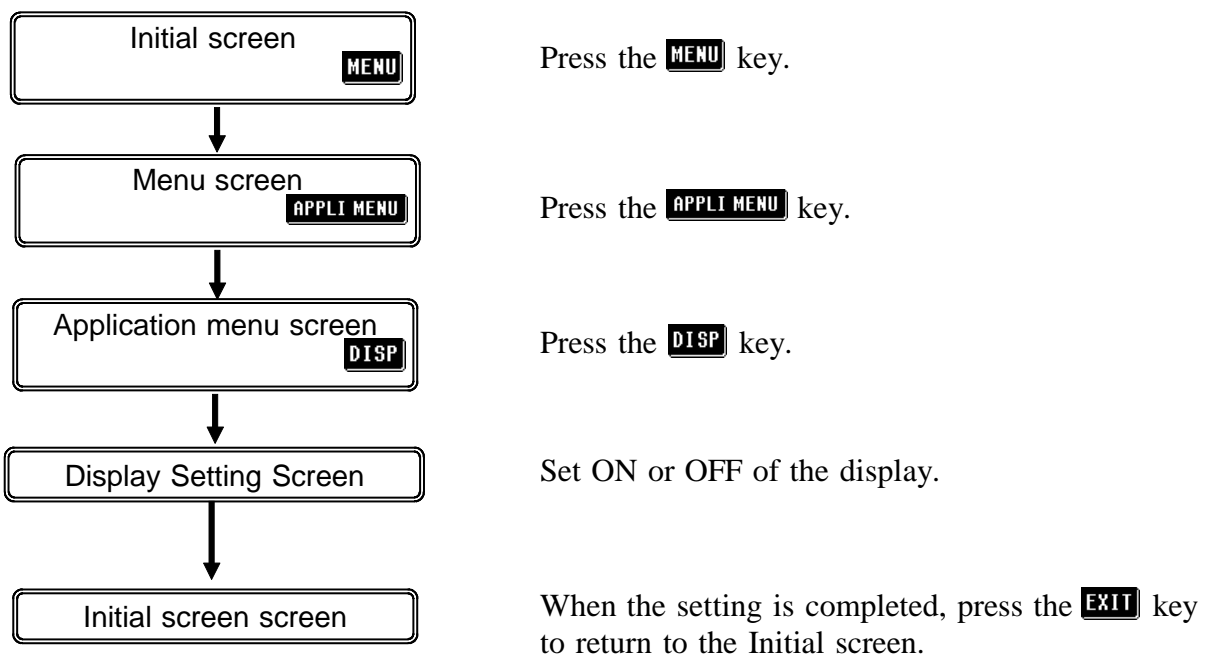 Initial screen
MENU
Press the MENU key.
Menu screen
APPLI MENU
Press the APPLI MENU key.
Application menu screen
DISP
Press the DISP key.
Display Setting Screen
Set ON or OFF of the display.
Initial screen screen
When the setting is completed, press the EXIT key
to return to the Initial screen.